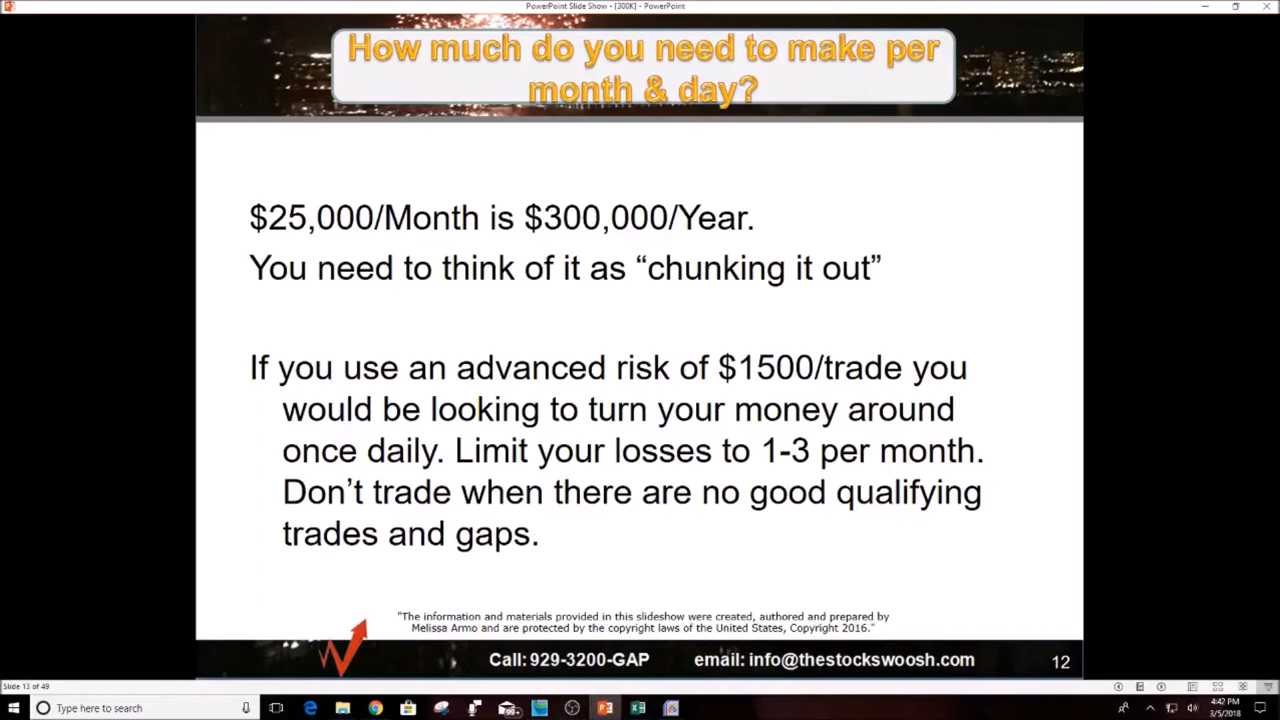 PowerPoint Slide Show - [300K] - PowerPoint
How much do you need to make per
month & day?
$25,000/Month is $300,000/Year.
You need to think of it as “chunking it out”
If you use an advanced risk of $1500/trade you
would be looking to turn your money around
once daily. Limit your losses to 1-3 per month.
Don’t trade when there are no good qualifying
trades and gaps.
"The information and materials provided in this slideshow were created, authored and prepared by
Melissa Armo and are protected by the copyright laws of the United States, Copyright 2016."
Call: 929-3200-GAP email: info@thestockswoosh.com 12
Slide 13 of 49
Type here to search
99+
4:42 PM
3/5/2018